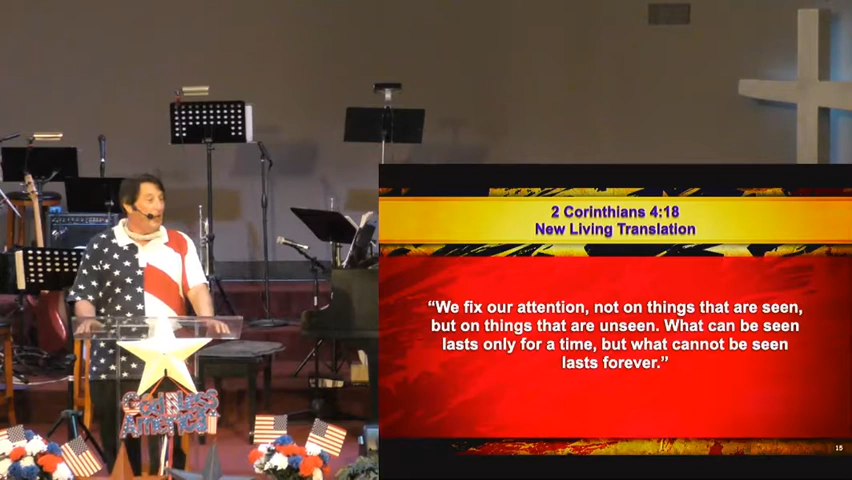 2 Corinthians 4:18
New Living Translation
“We fix our attention, not on things that are seen,
but on things that are unseen. What can be seen
lasts only for a time, but what cannot be seen
lasts forever.”
15
God Bless
America